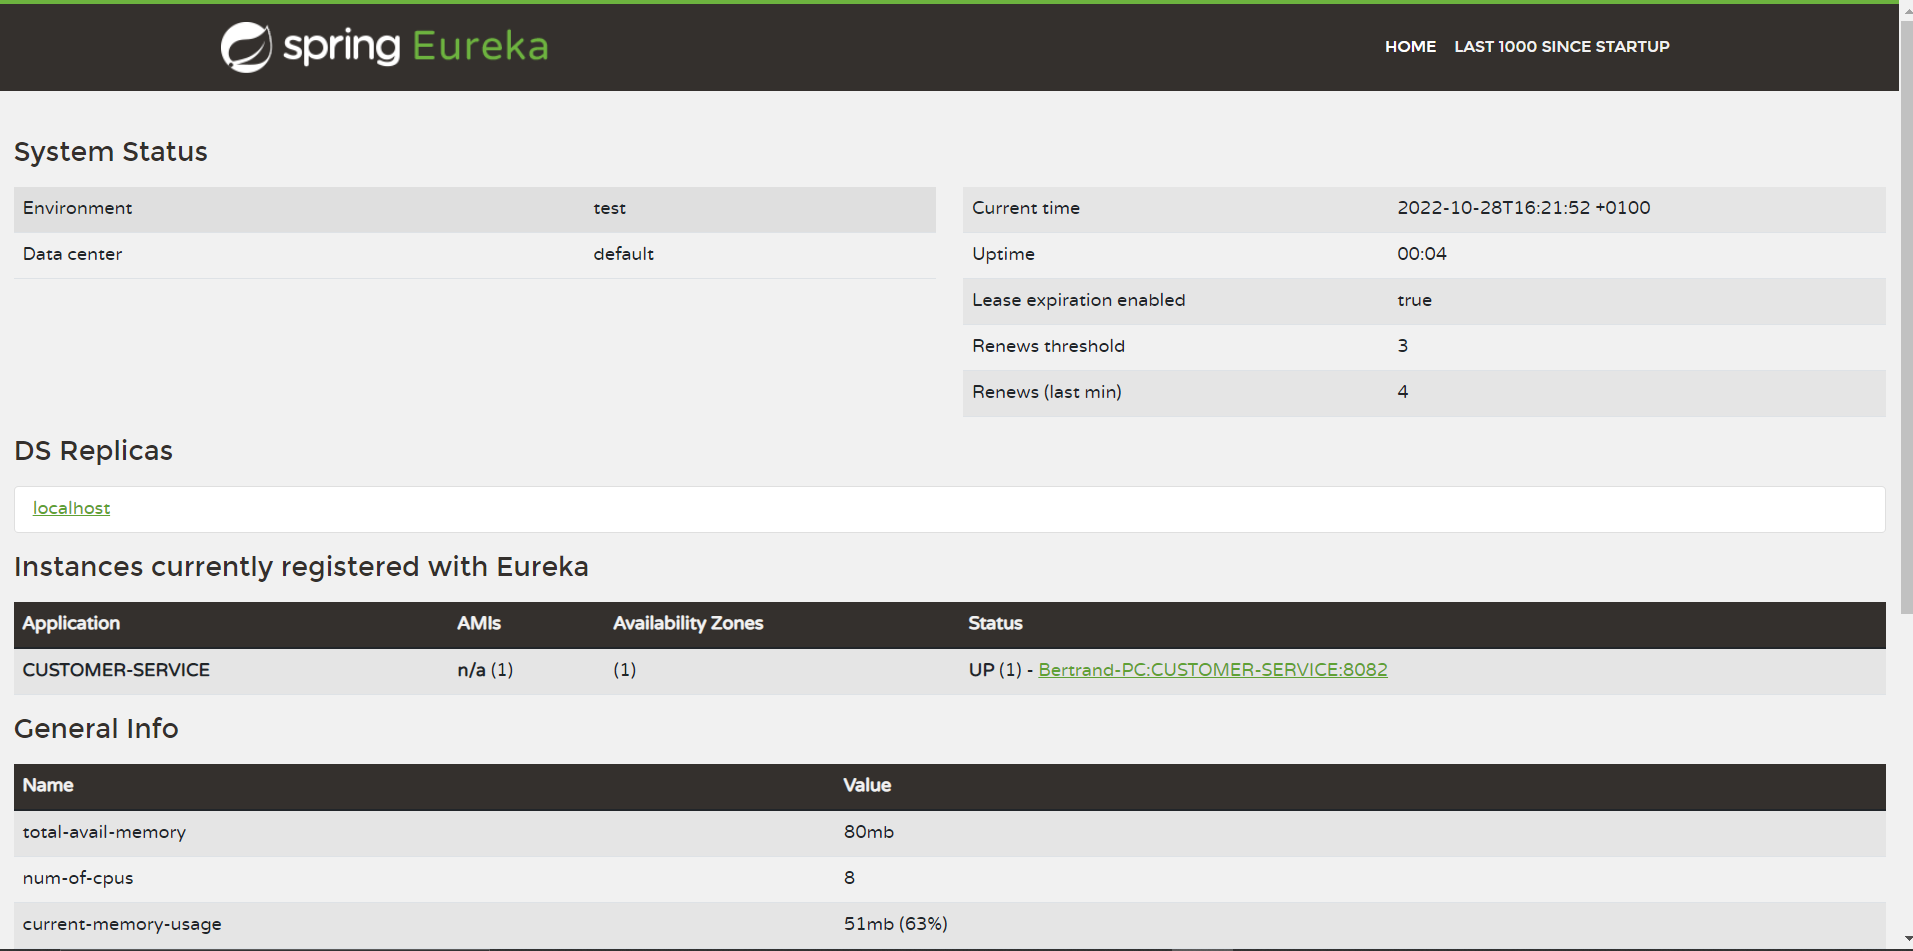 spring Eureka
HOME LAST 1000 SINCE STARTUP
System Status
Environment test
Data center default
Current time 2022-10-28T16:21:52 +0100
Uptime 00:04
Lease expiration enabled true
Renews threshold 3
Renews (last min) 4
DS Replicas
localhost
Instances currently registered with Eureka
Application AMIs Availability Zones Status
CUSTOMER-SERVICE n/a (1) (1) UP (1) - Bertrand-PC:CUSTOMER-SERVICE:8082
General Info
Name Value
total-avail-memory 80mb
num-of-cpus 8
current-memory-usage 51mb (63%)